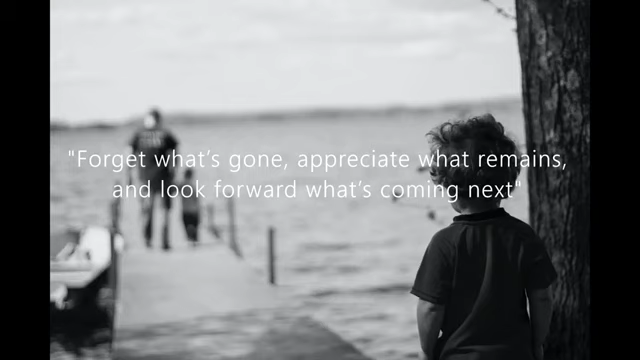 "Forget what’s gone, appreciate what remains,
and look forward what’s coming next"